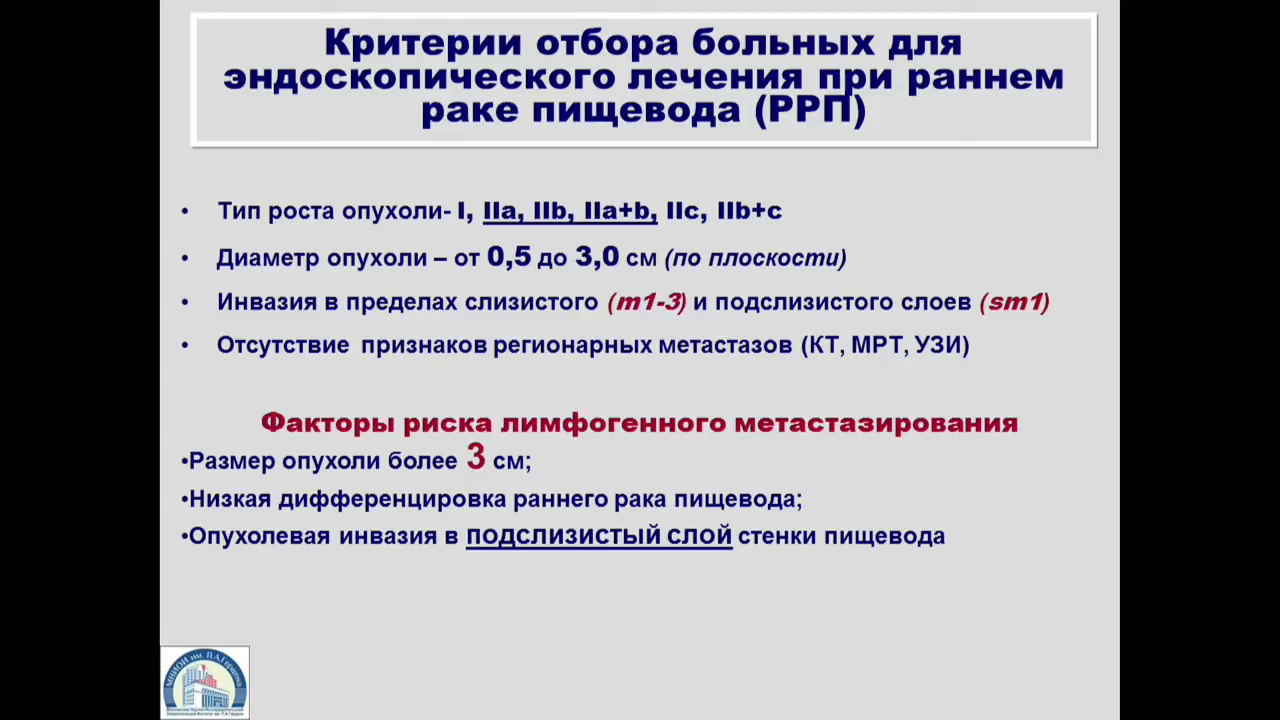 Критерии отбора больных для
эндоскопического лечения при раннем
раке пищевода (РРП)
• Тип роста опухоли- I, IIa, IIb, IIa+b, IIc, IIb+c
• Диаметр опухоли – от 0,5 до 3,0 см (по плоскости)
• Инвазия в пределах слизистого (m1-3) и подслизистого слоев (sm1)
• Отсутствие признаков регионарных метастазов (КТ, МРТ, УЗИ)
Факторы риска лимфогенного метастазирования
•Размер опухоли более 3 см;
•Низкая дифференцировка раннего рака пищевода;
•Опухолевая инвазия в подслизистый слой стенки пищевода
МНИОИ им. П.А.Герцена